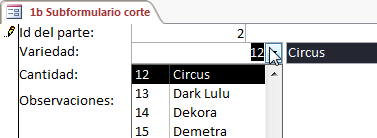 1b Subformulario corte
Id del parte: 2
Variedad: 12 Circus
Cantidad: 12 Circus
13 Dark Lulu
Observaciones: 14 Dekora
15 Demetra